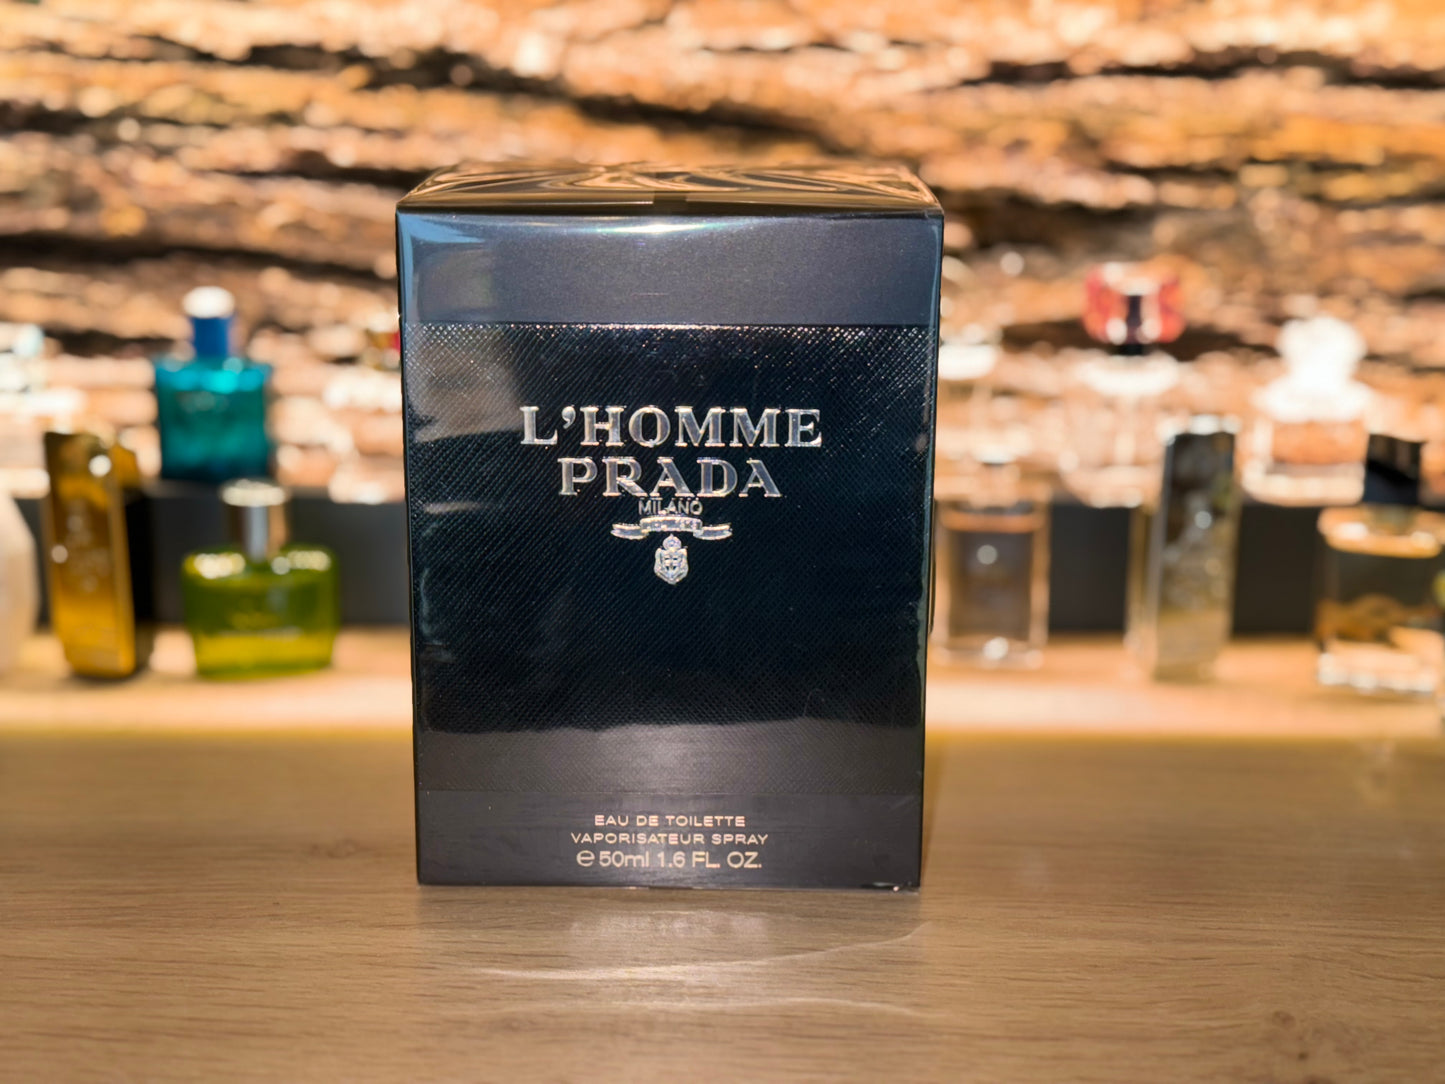 L'HOMME
PRADA
MILANO
EAU DE TOILETTE
VAPORISATEUR SPRAY
℮ 50ml 1.6 FL. OZ.